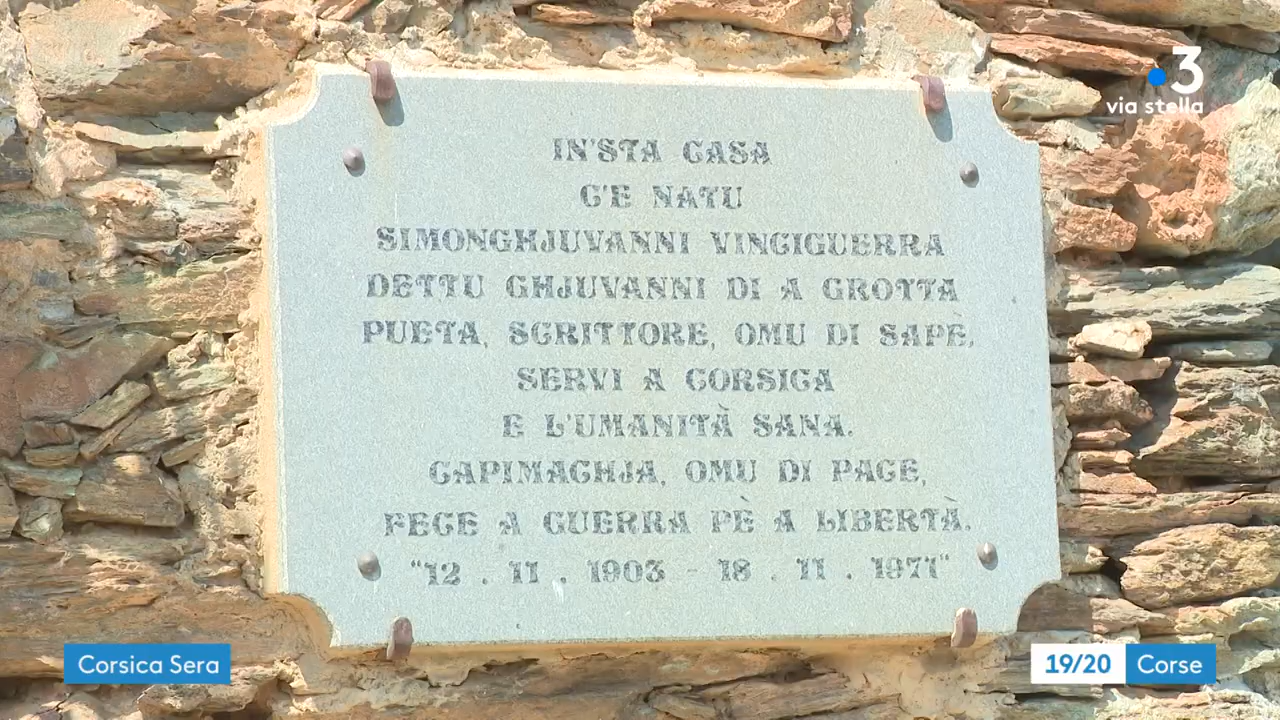 3
via stella
IN'STA CASA
C'E NATU
SIMONGHJUVANNI VINCIGUERRA
DETTU GHJUVANNI DI A GROTTA
PUETA, SCRITTORE, OMU DI SAPÈ,
SERVI A CORSICA
E L'UMANITÀ SANA.
CAPIMACHJA, OMU DI PACE,
FECE A GUERRA PÈ A LIBERTÀ.
"12 . 11 . 1903 - 18 . 11 . 1971"
Corsica Sera
19/20 Corse